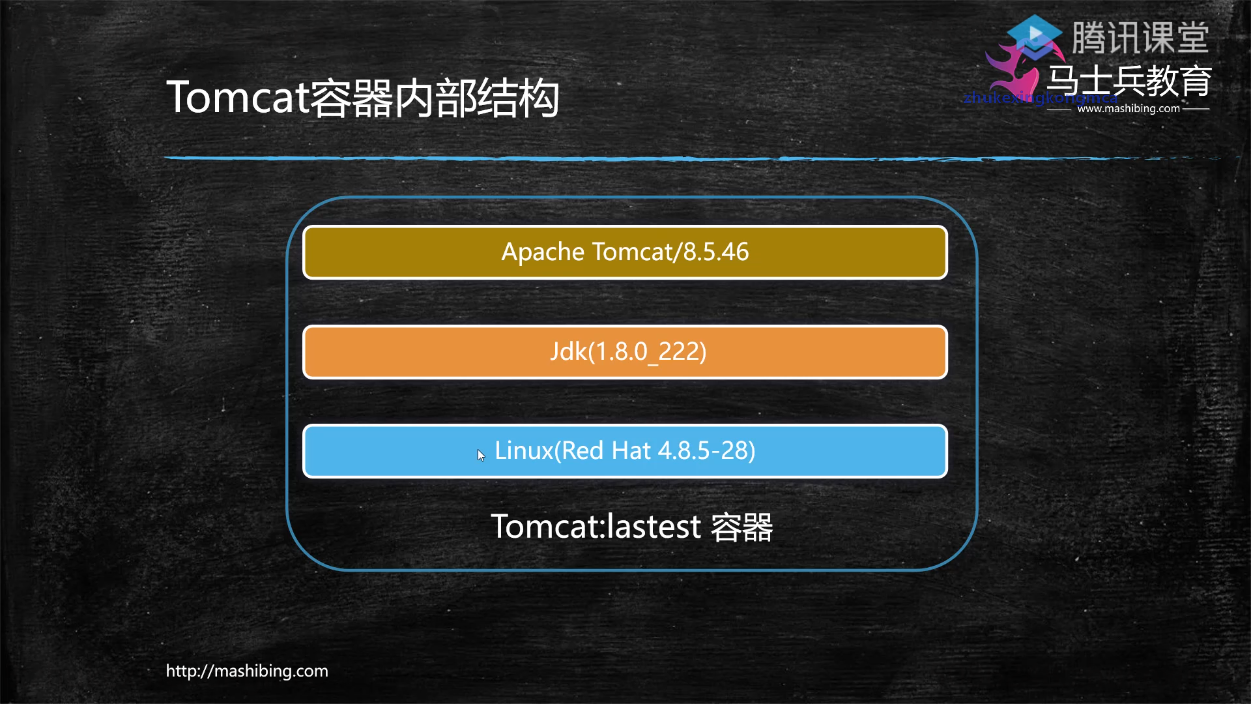 腾讯课堂
马士兵教育
www.mashibing.com
Tomcat容器内部结构
Apache Tomcat/8.5.46
Jdk(1.8.0_222)
Linux(Red Hat 4.8.5-28)
Tomcat:lastest 容器
http://mashibing.com